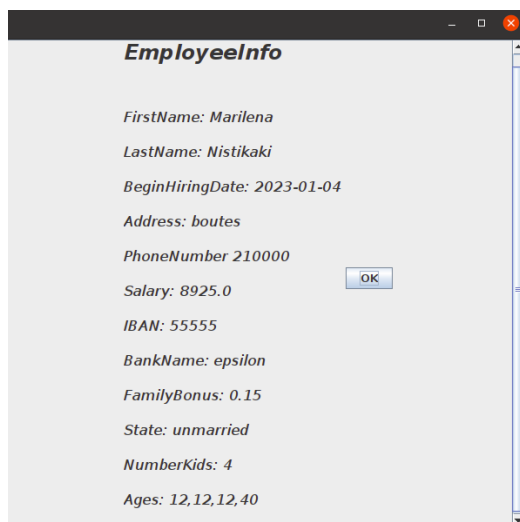 EmployeeInfo
FirstName: Marilena
LastName: Nistikaki
BeginHiringDate: 2023-01-04
Address: boutes
PhoneNumber 210000
OK
Salary: 8925.0
IBAN: 55555
BankName: epsilon
FamilyBonus: 0.15
State: unmarried
NumberKids: 4
Ages: 12,12,12,40